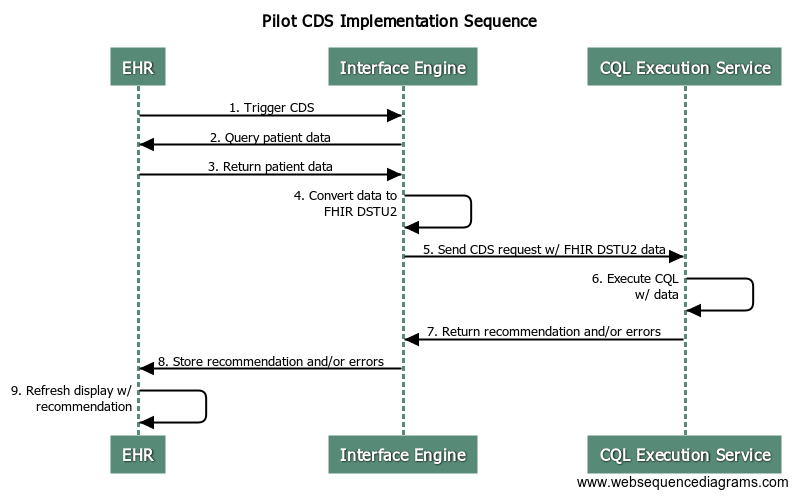 Pilot CDS Implementation Sequence
EHR
Interface Engine
CQL Execution Service
1. Trigger CDS
2. Query patient data
3. Return patient data
4. Convert data to
FHIR DSTU2
5. Send CDS request w/ FHIR DSTU2 data
6. Execute CQL
w/ data
7. Return recommendation and/or errors
8. Store recommendation and/or errors
9. Refresh display w/
recommendation
EHR
Interface Engine
CQL Execution Service
www.websequencediagrams.com